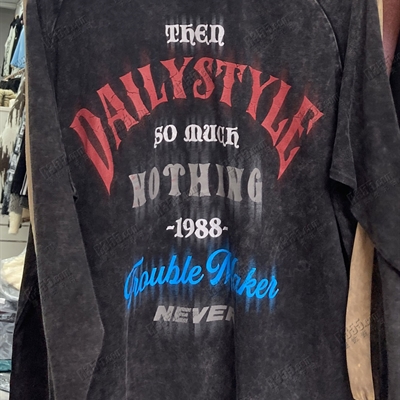 THEN
DAILYSTYLE
SO MUCH
NOTHING
-1988-
Trouble Maker
NEVER